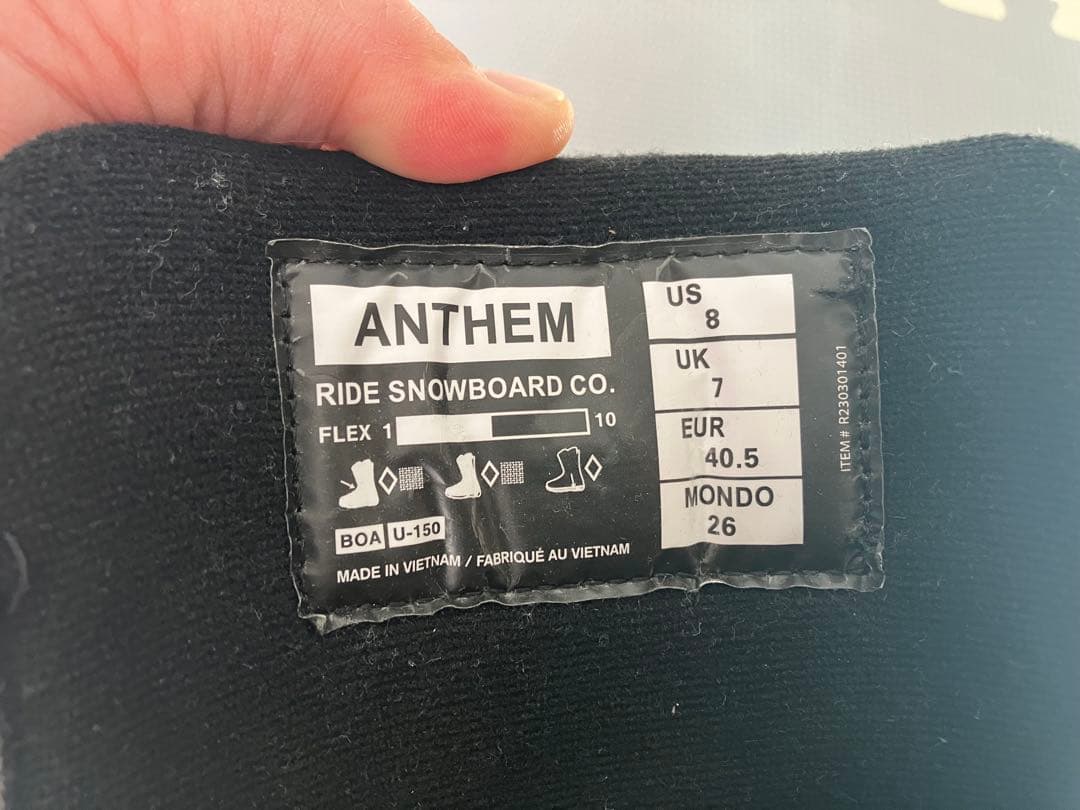 ANTHEM
RIDE SNOWBOARD CO.
FLEX 1 10
BOA U-150
MADE IN VIETNAM / FABRIQUÉ AU VIETNAM
US
8
UK
7
EUR
40.5
MONDO
26
ITEM# R230301401